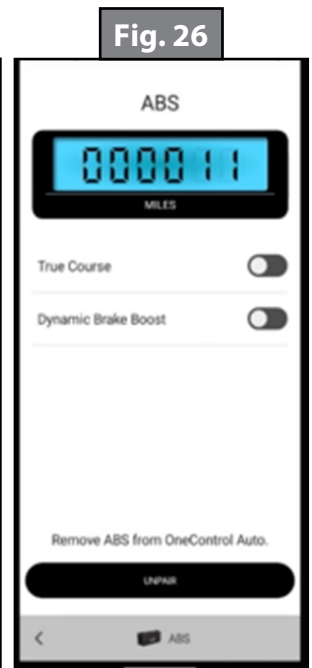 Fig. 26
ABS
000011
MILES
True Course
Dynamic Brake Boost
Remove ABS from OneControl Auto.
UNPAIR
< ABS